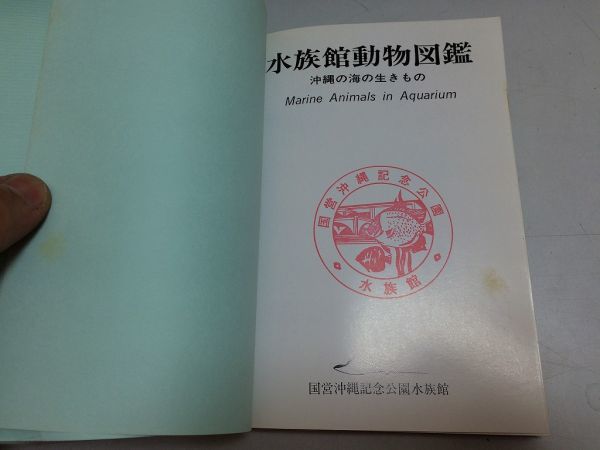 水族館動物図鑑
沖縄の海の生きもの
Marine Animals in Aquarium
国営沖縄記念公園
水族館
国営沖縄記念公園水族館